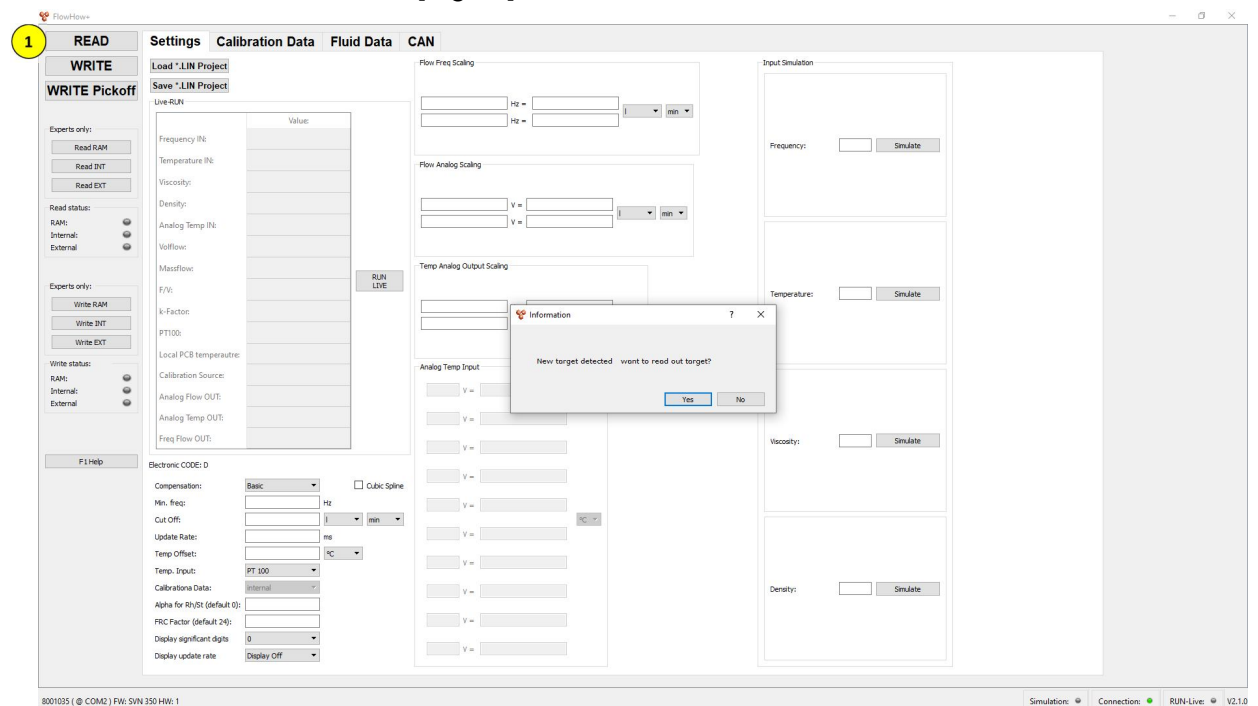 FlowHow+
1
READ
WRITE
WRITE Pickoff
Experts only:
Read RAM
Read INT
Read EXT
Read status:
RAM:
Internal:
External
Experts only:
Write RAM
Write INT
Write EXT
Write status:
RAM:
Internal:
External
F1 Help
Settings Calibration Data Fluid Data CAN
Load *.LIN Project
Save *.LIN Project
Live-RUN
Value:
Frequency IN:
Temperature IN:
Viscosity:
Density:
Analog Temp IN:
Volflow:
Massflow:
F/V:
k-Factor:
PT100:
Local PCB temperautre:
Calibration Source:
Analog Flow OUT:
Analog Temp OUT:
Freq Flow OUT:
RUN
LIVE
Electronic CODE: D
Compensation: Basic Cubic Spline
Min. freq: Hz
Cut Off: l min
Update Rate: ms
Temp Offset: °C
Temp. Input: PT 100
Calibrationa Data: internal
Alpha for Rh/St (default 0):
FRC Factor (default 24):
Display significant digits 0
Display update rate Display Off
Flow Freq Scaling
Hz =
Hz =
l min
Flow Analog Scaling
V =
V =
l min
Temp Analog Output Scaling
Analog Temp Input
V =
V =
V =
V =
V =
°C
V =
V =
V =
V =
V =
Information ? ×
New target detected want to read out target?
Yes No
Input Simulation
Frequency: Simulate
Temperature: Simulate
Viscosity: Simulate
Density: Simulate
8001035 ( @ COM2 ) FW: SVN 350 HW: 1
Simulation: Connection: RUN-Live: V2.1.0